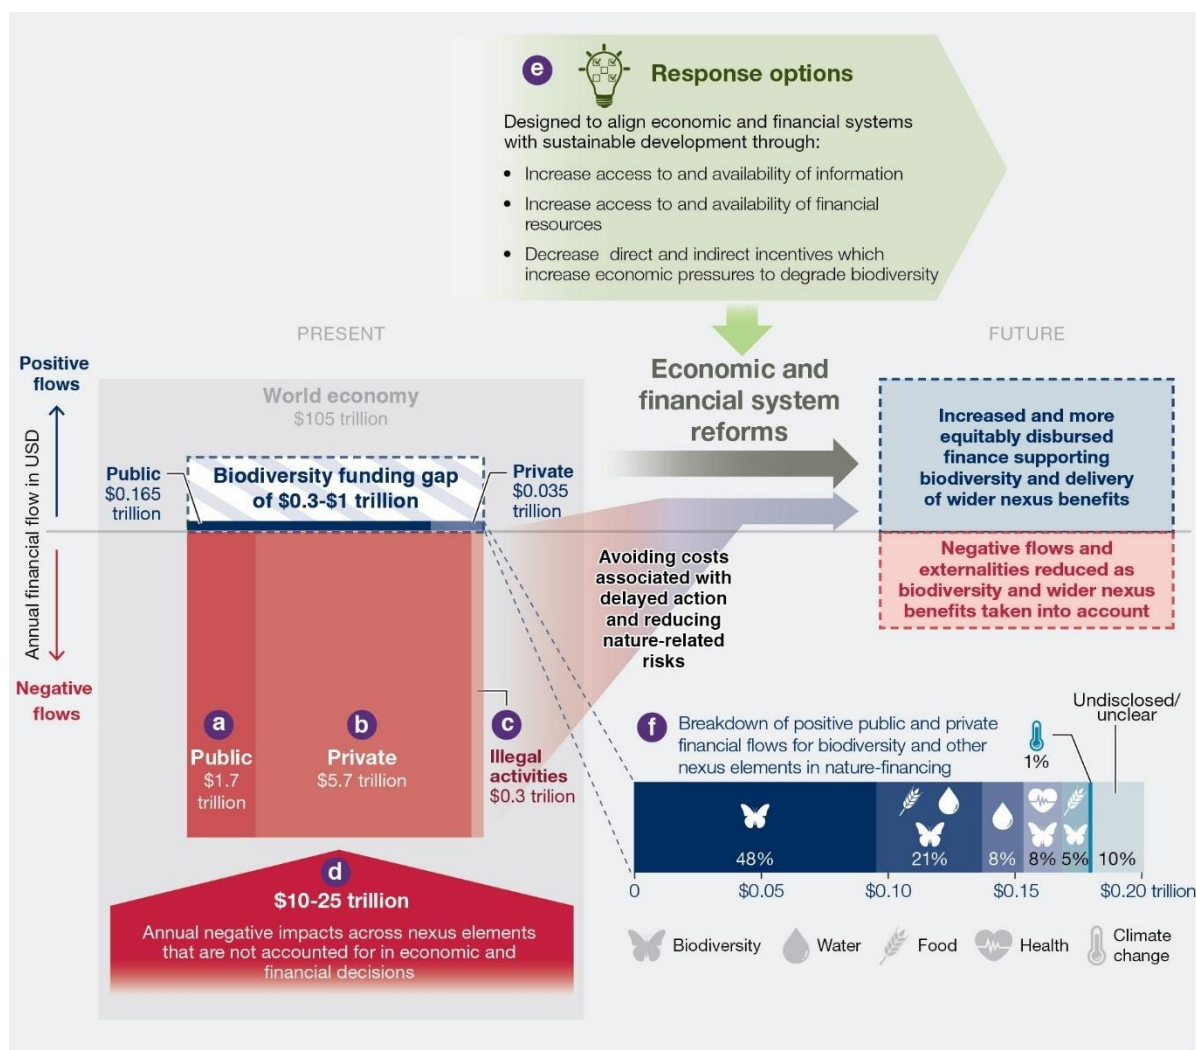 e
Response options
Designed to align economic and financial systems
with sustainable development through:
• Increase access to and availability of information
• Increase access to and availability of financial
resources
• Decrease direct and indirect incentives which
increase economic pressures to degrade biodiversity
PRESENT
FUTURE
Positive
flows
Annual financial flow in USD
Negative
flows
World economy
$105 trillion
Public
$0.165
trillion
Biodiversity funding gap
of $0.3-$1 trillion
Private
$0.035
trillion
Economic and
financial system
reforms
Increased and more
equitably disbursed
finance supporting
biodiversity and delivery
of wider nexus benefits
Negative flows and
externalities reduced as
biodiversity and wider nexus
benefits taken into account
Avoiding costs
associated with
delayed action
and reducing
nature-related
risks
a
Public
$1.7
trillion
b
Private
$5.7 trillion
c
Illegal
activities
$0.3 trilion
d
$10-25 trillion
Annual negative impacts across nexus elements
that are not accounted for in economic and
financial decisions
f
Breakdown of positive public and private
financial flows for biodiversity and other
nexus elements in nature-financing
1%
Undisclosed/
unclear
48%
21%
8%
8%
5%
10%
0
$0.05
$0.10
$0.15
$0.20 trillion
Biodiversity
Water
Food
Health
Climate
change